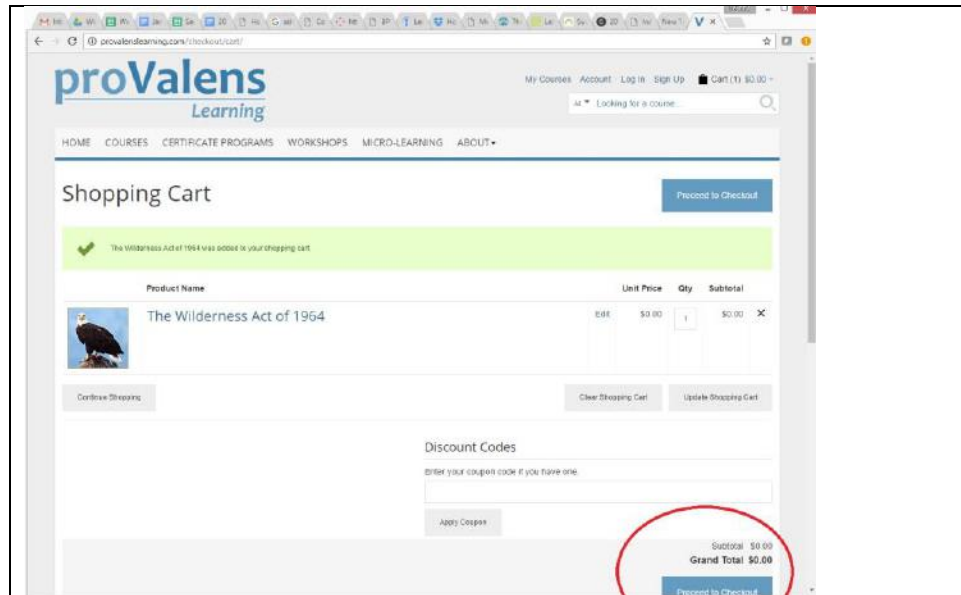 provalenslearning.com/checkout/cart/
proValens
Learning
My Courses Account Log In Sign Up Cart (1) $0.00
All Looking for a course...
HOME COURSES CERTIFICATE PROGRAMS WORKSHOPS MICRO-LEARNING ABOUT
Shopping Cart
Proceed to Checkout
The Wilderness Act of 1964 was added to your shopping cart.
Product Name Unit Price Qty Subtotal
The Wilderness Act of 1964 Edit $0.00 1 $0.00 X
Continue Shopping Clear Shopping Cart Update Shopping Cart
Discount Codes
Enter your coupon code if you have one.
Apply Coupon
Subtotal $0.00
Grand Total $0.00
Proceed to Checkout